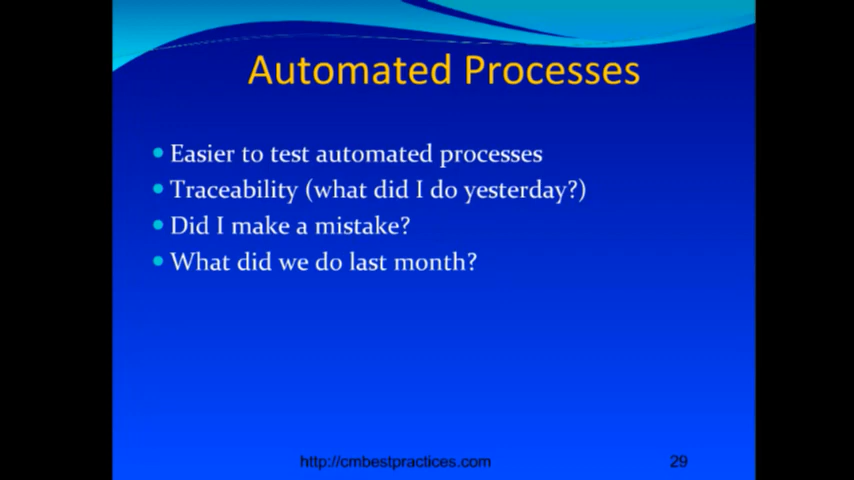 Automated Processes
Easier to test automated processes
Traceability (what did I do yesterday?)
Did I make a mistake?
What did we do last month?
http://cmbestpractices.com
29